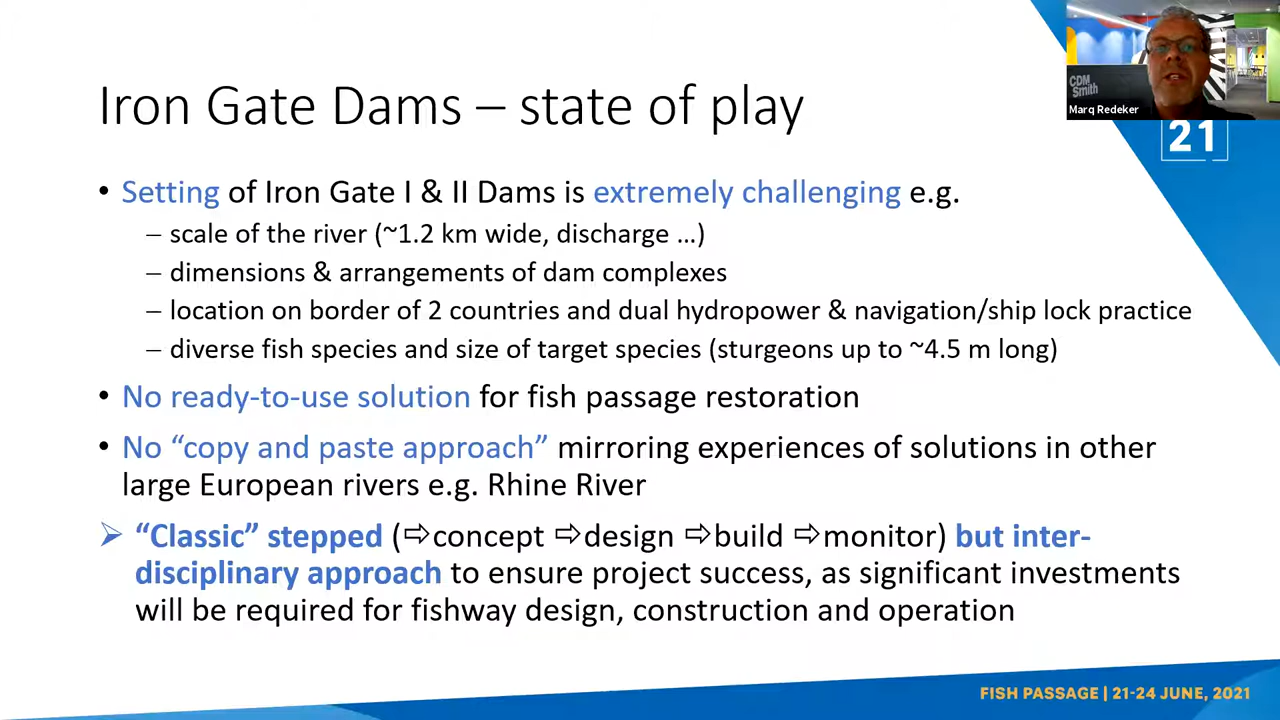 Iron Gate Dams – state of play
CDM
Smith
Marq Redeker
21
• Setting of Iron Gate I & II Dams is extremely challenging e.g.
– scale of the river (~1.2 km wide, discharge …)
– dimensions & arrangements of dam complexes
– location on border of 2 countries and dual hydropower & navigation/ship lock practice
– diverse fish species and size of target species (sturgeons up to ~4.5 m long)
• No ready-to-use solution for fish passage restoration
• No “copy and paste approach” mirroring experiences of solutions in other
large European rivers e.g. Rhine River
➢ “Classic” stepped (⇨concept ⇨design ⇨build ⇨monitor) but inter-
disciplinary approach to ensure project success, as significant investments
will be required for fishway design, construction and operation
FISH PASSAGE | 21-24 JUNE, 2021